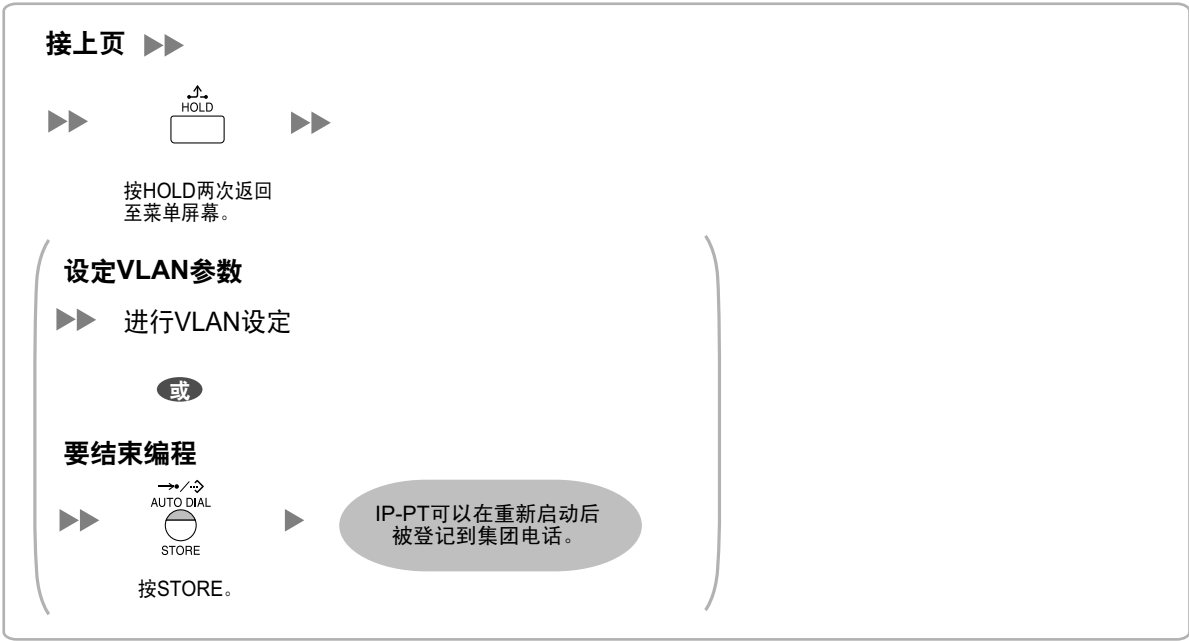 接上页
HOLD
按HOLD两次返回
至菜单屏幕。
设定VLAN参数
进行VLAN设定
或
要结束编程
AUTO DIAL
STORE
按STORE。
IP-PT可以在重新启动后
被登记到集团电话。